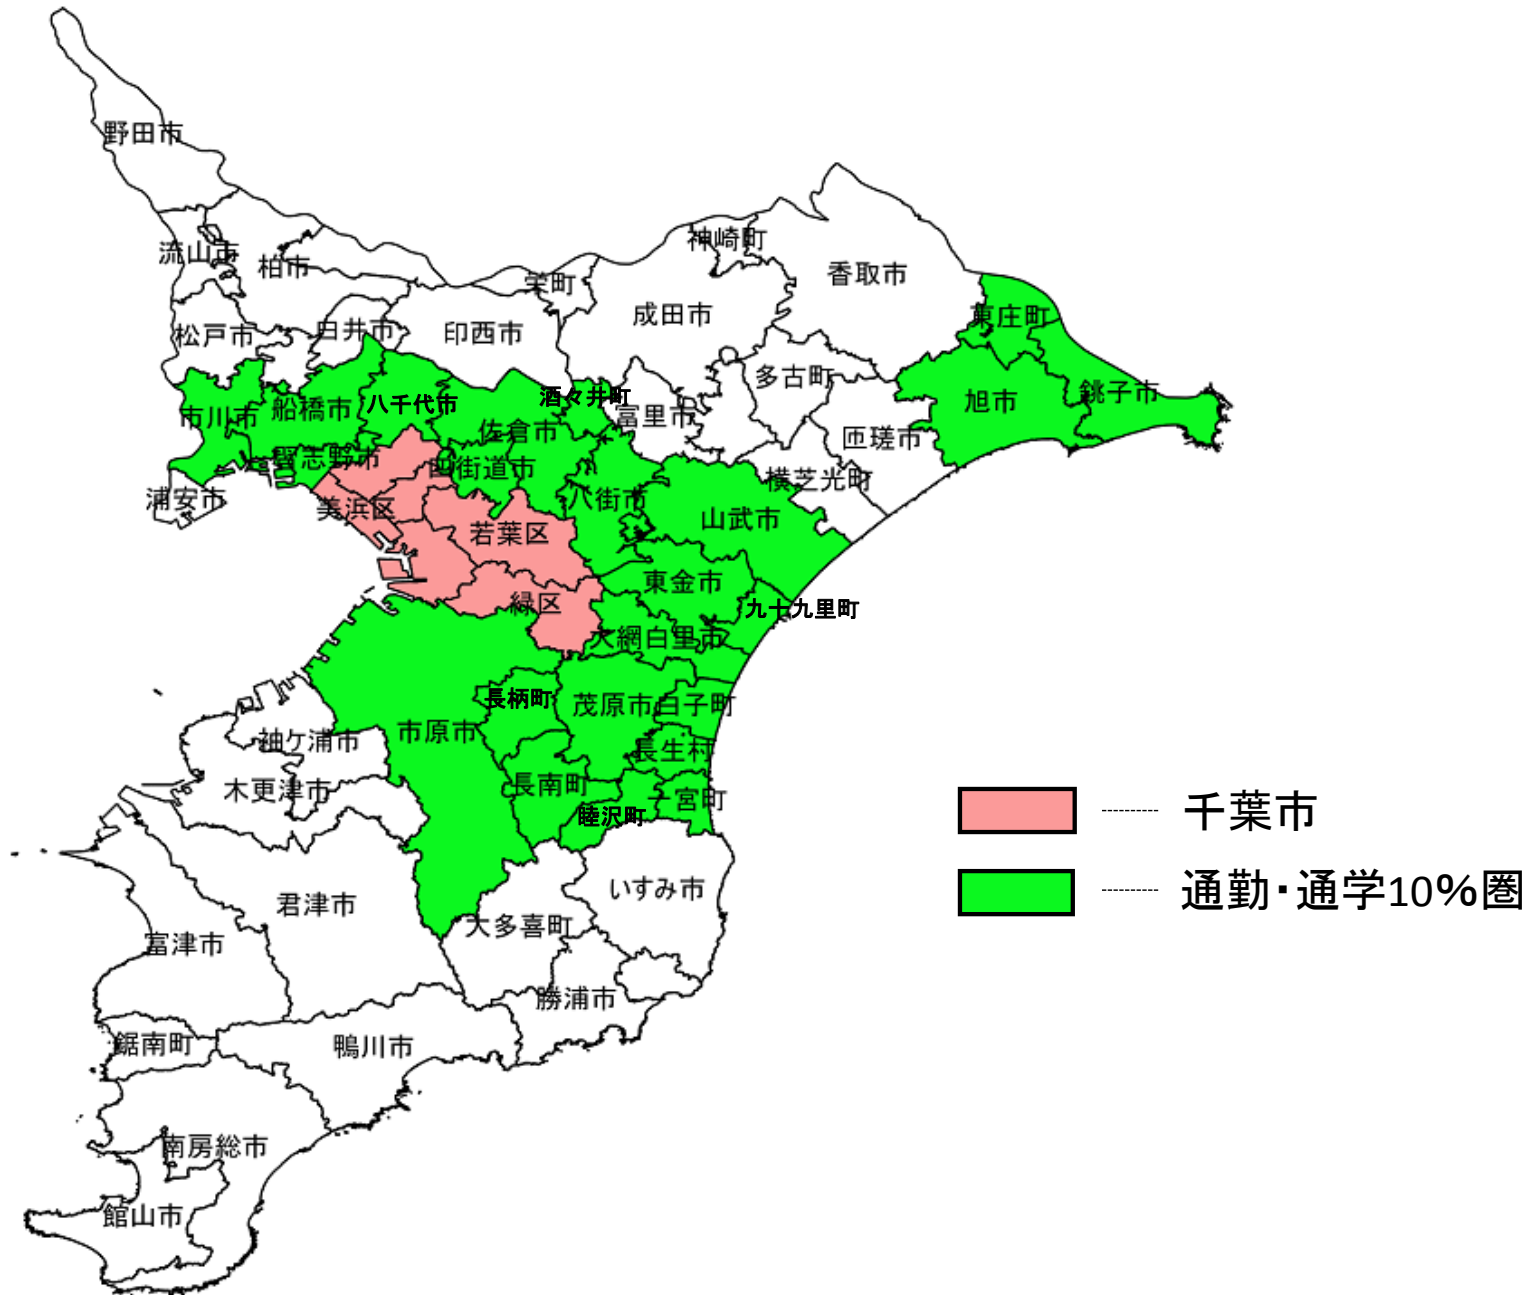 野田市
流山市
柏市
神崎町
香取市
栄町
成田市
松戸市
白井市
印西市
東庄町
多古町
銚子市
旭市
酒々井町
富里市
八千代市
船橋市
市川市
佐倉市
匝瑳市
習志野市
四街道市
横芝光町
浦安市
美浜区
八街市
山武市
若葉区
東金市
緑区
九十九里町
大網白里市
長柄町
茂原市
白子町
市原市
袖ケ浦市
長生村
木更津市
長南町
一宮町
睦沢町
いすみ市
君津市
大多喜町
富津市
勝浦市
鋸南町
鴨川市
南房総市
館山市
千葉市
通勤・通学10%圏